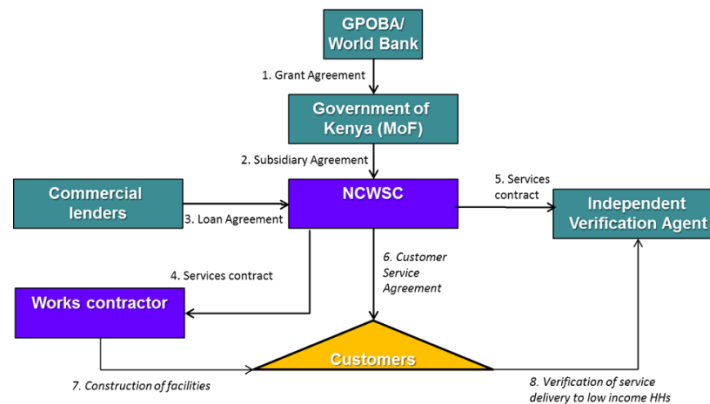 GPOBA/
World Bank
1. Grant Agreement
Government of
Kenya (MoF)
2. Subsidiary Agreement
Commercial
lenders
3. Loan Agreement
NCWSC
5. Services
contract
Independent
Verification Agent
4. Services contract
6. Customer
Service
Agreement
Works contractor
Customers
7. Construction of facilities
8. Verification of service
delivery to low income HHs